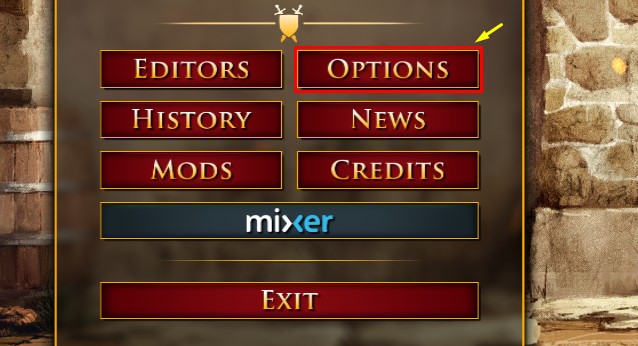 EDITORS
OPTIONS
HISTORY
NEWS
MODS
CREDITS
mixer
EXIT